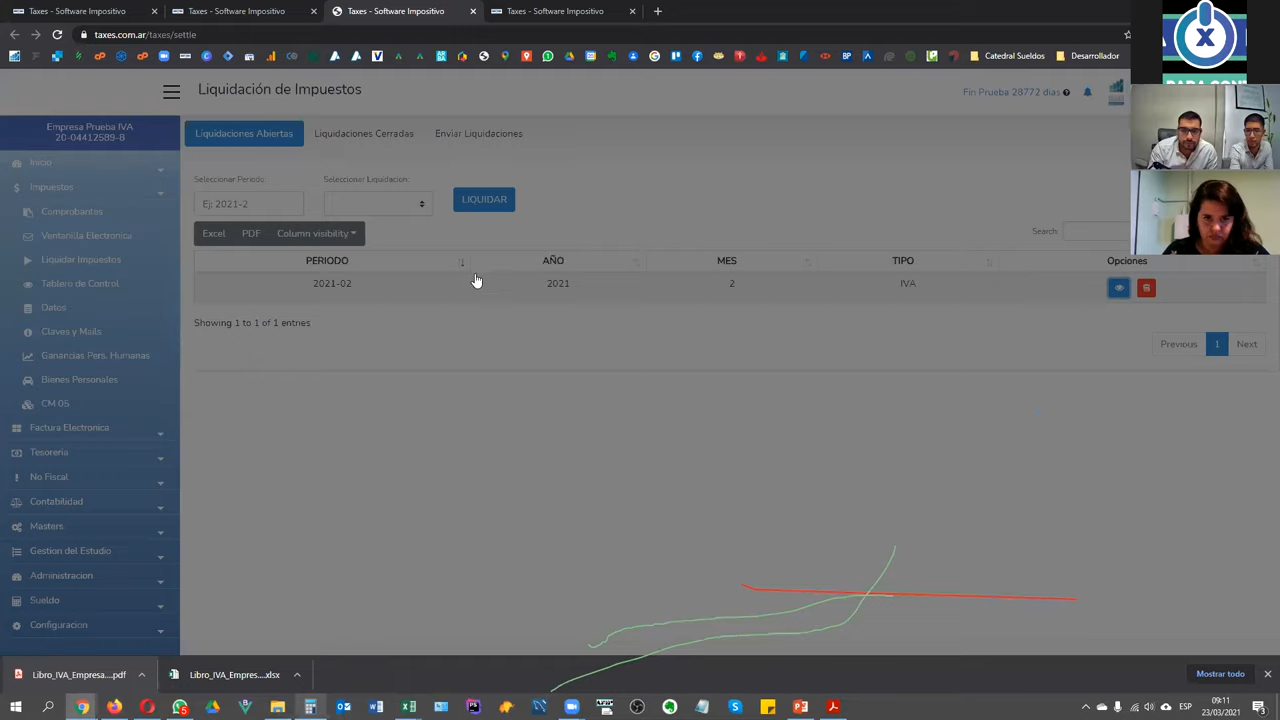 Taxes - Software Impositivo
Taxes - Software Impositivo
Taxes - Software Impositivo
Taxes - Software Impositivo
taxes.com.ar/taxes/settle
Catedral Sueldos
Desarrollador
X
Liquidación de Impuestos
Fin Prueba 28772 dias
Empresa Prueba IVA
20-04412589-8
Inicio
Impuestos
Comprobantes
Ventanilla Electronica
Liquidar Impuestos
Tablero de Control
Datos
Claves y Mails
Ganancias Pers. Humanas
Bienes Personales
CM 05
Factura Electronica
Tesoreria
No Fiscal
Contabilidad
Masters
Gestion del Estudio
Administracion
Sueldo
Configuracion
Liquidaciones Abiertas
Liquidaciones Cerradas
Enviar Liquidaciones
Seleccionar Periodo:
Seleccionar Liquidacion:
Ej: 2021-2
LIQUIDAR
Excel
PDF
Column visibility
Search:
PERIODO AÑO MES TIPO Opciones
2021-02 2021 2 IVA
Showing 1 to 1 of 1 entries
Previous 1 Next
Libro_IVA_Empresa....pdf
Libro_IVA_Empres....xlsx
Mostrar todo
5
ESP
09:11
23/03/2021